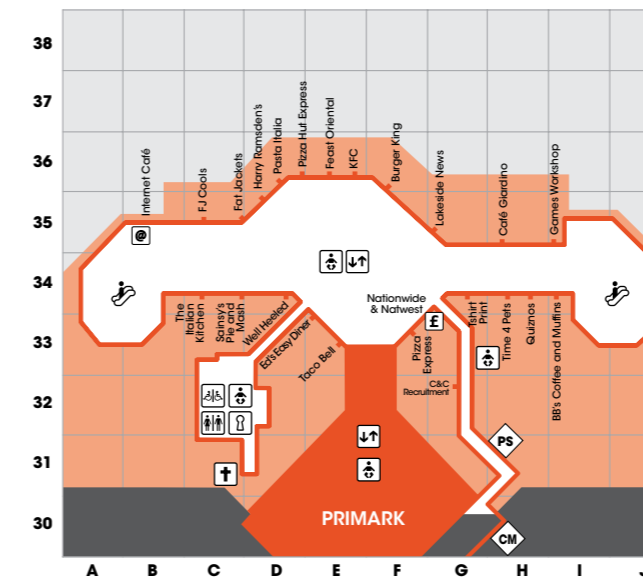 38
37
36
35
34
33
32
31
30
Internet Café
FJ Cools
Fat Jackets
Harry Ramsden's
Pasta Italia
Pizza Hut Express
Feast Oriental
KFC
Burger King
Lakeside News
Café Giardino
Games Workshop
@
The
Italian
Kitchen
Sainsy's
Pie and
Mash
Well Heeled
Ed's Easy Diner
Taco Bell
Nationwide
& Natwest
£
Pizza
Express
C&C
Recruitment
Tshirt
Print
Time 4 Pets
Quiznos
BB's Coffee and Muffins
PS
CM
PRIMARK
A
B
C
D
E
F
G
H
I
J